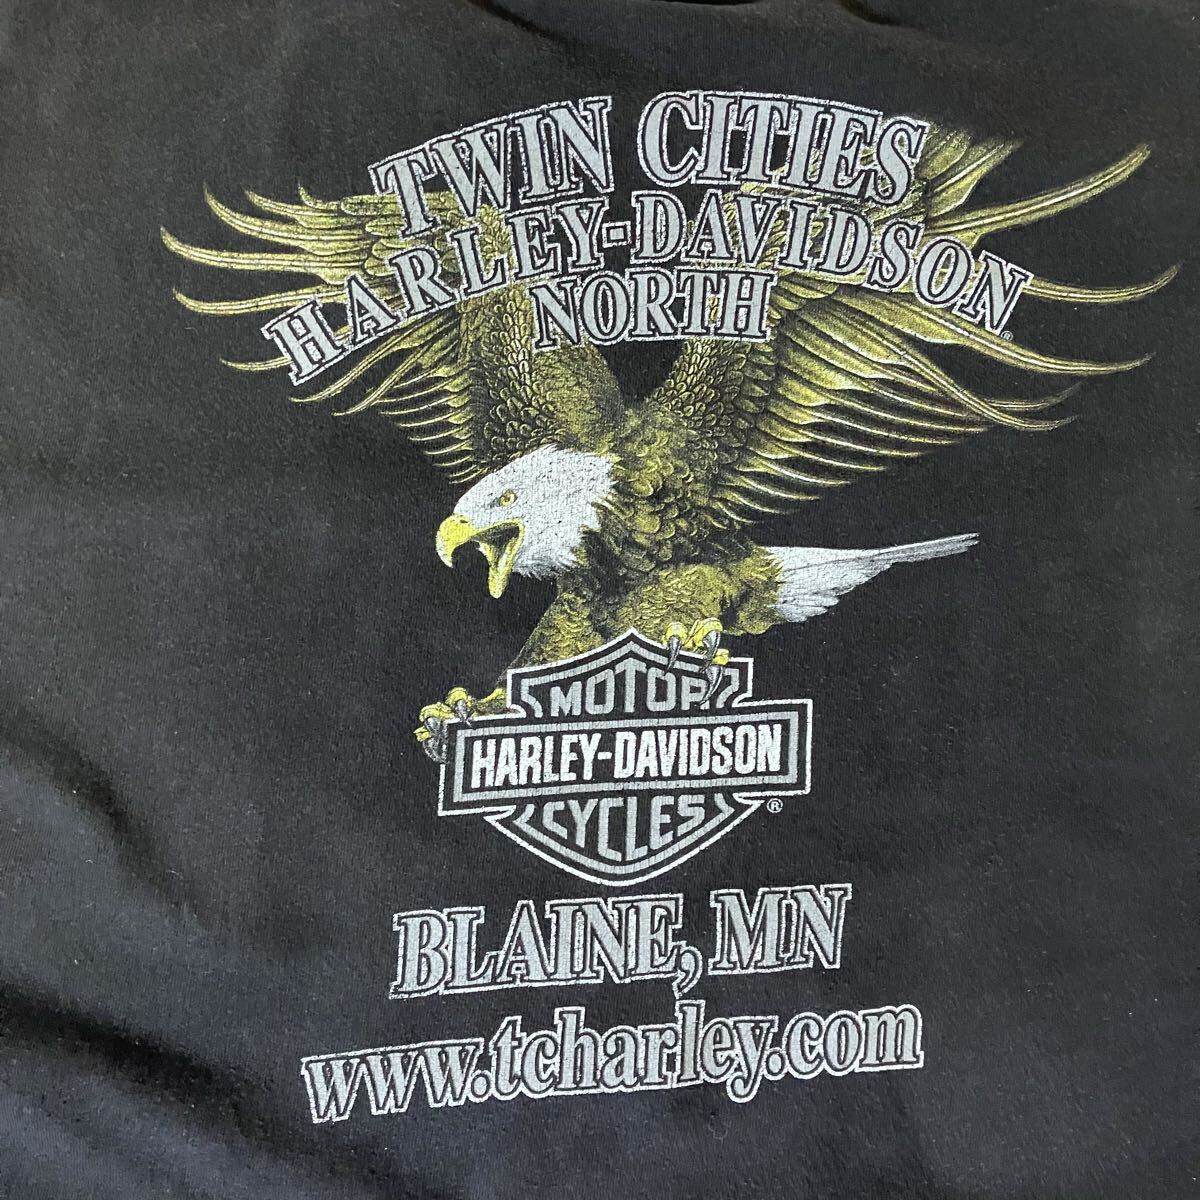 TWIN CITIES
HARLEY-DAVIDSON
NORTH
MOTOR
HARLEY-DAVIDSON
CYCLES
®
BLAINE, MN
www.tcharley.com